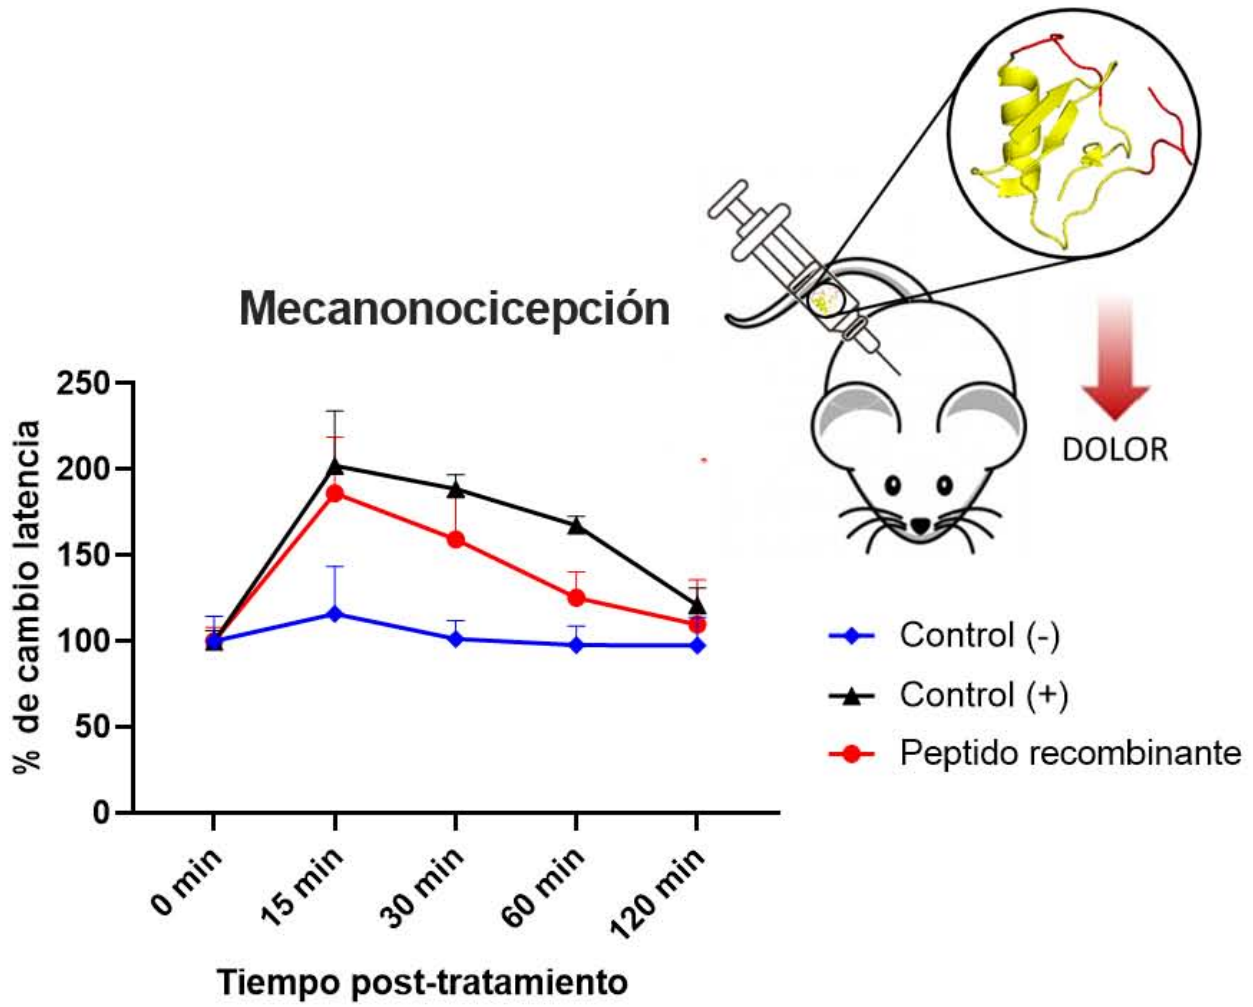 Mecanonocicepción
DOLOR
% de cambio latencia
250
200
150
100
50
0
0 min
15 min
30 min
60 min
120 min
Tiempo post-tratamiento
Control (-)
Control (+)
Peptido recombinante